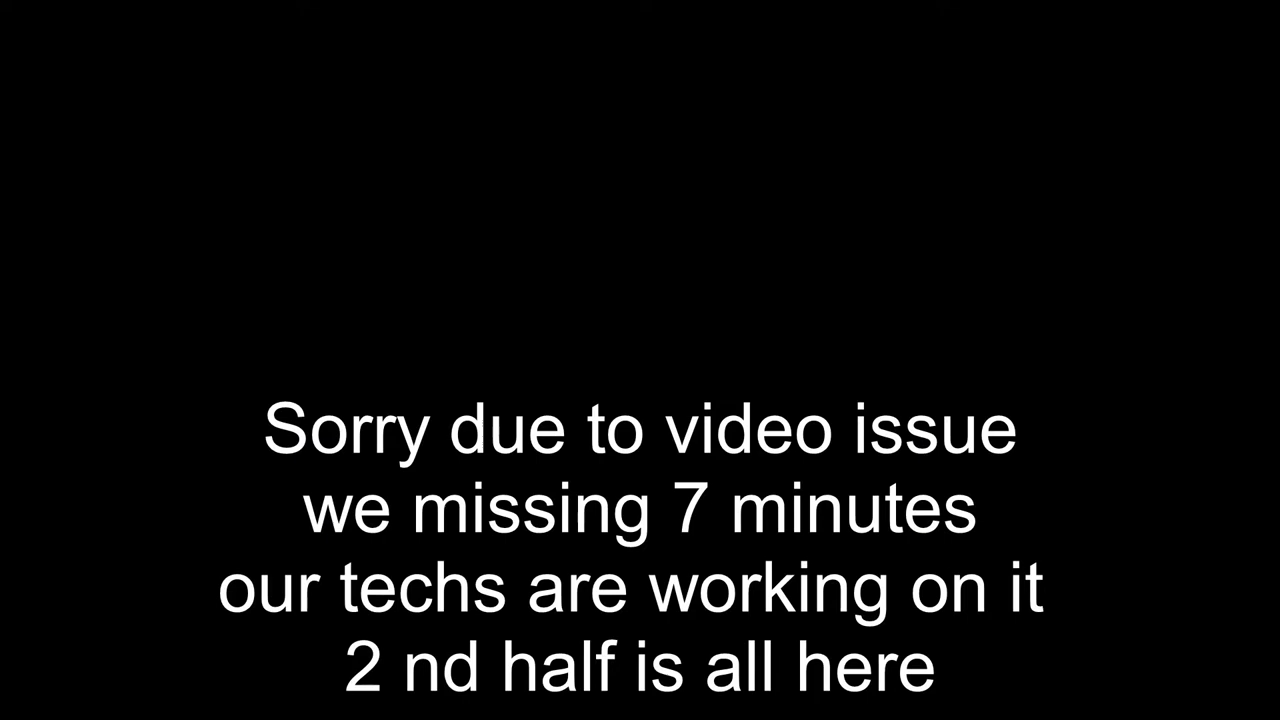 Sorry due to video issue
we missing 7 minutes
our techs are working on it
2 nd half is all here